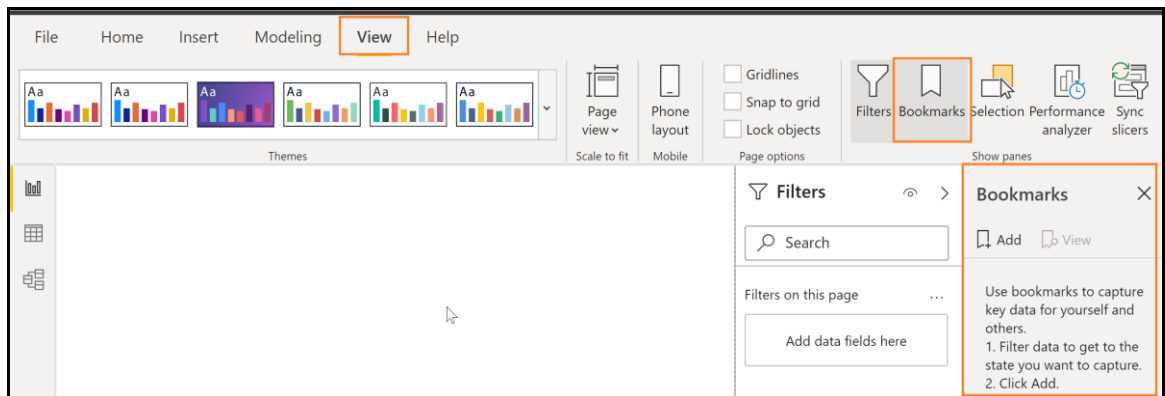 File Home Insert Modeling View Help
Aa Aa Aa Aa Aa Aa
Page view
Phone layout
Gridlines
Snap to grid
Lock objects
Filters
Bookmarks
Selection
Performance analyzer
Sync slicers
Themes
Scale to fit
Mobile
Page options
Show panes
Filters
Search
Filters on this page ...
Add data fields here
Bookmarks
Add View
Use bookmarks to capture
key data for yourself and
others.
1. Filter data to get to the
state you want to capture.
2. Click Add.